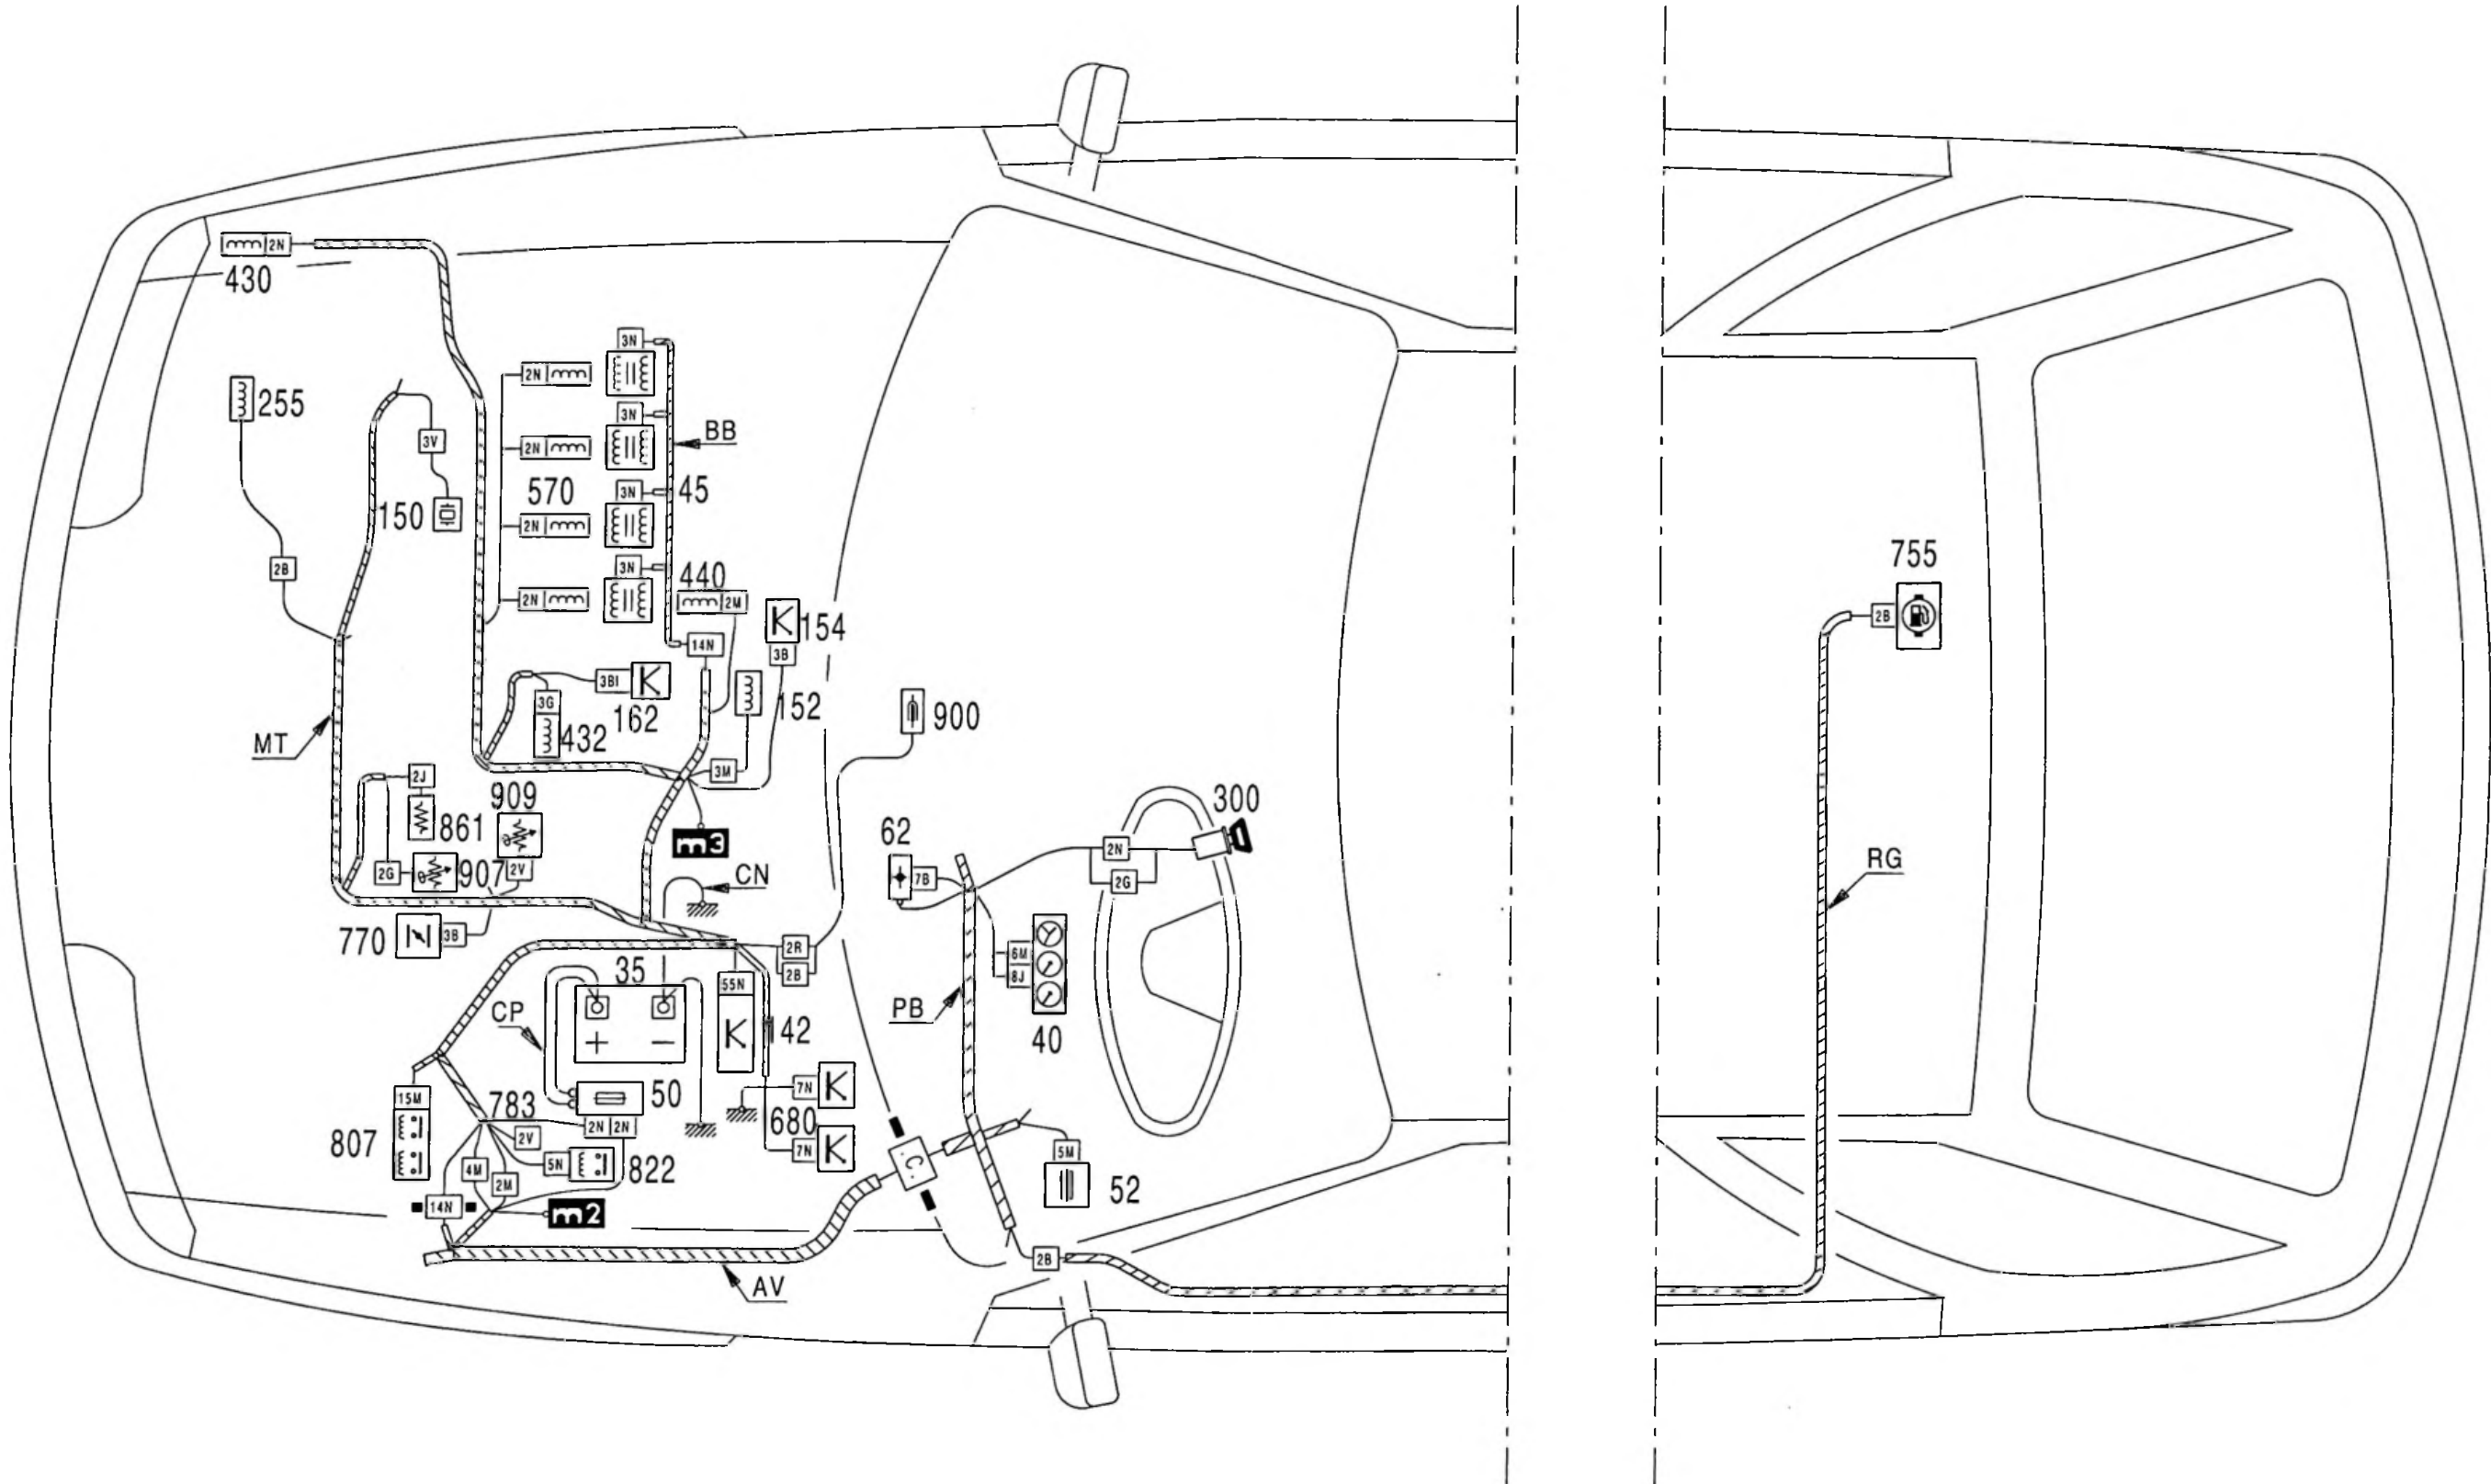 2N
430
3N
2N
255
3N
BB
3V
2N
570
3N
45
150
2N
2B
3N
440
755
2N
2M
154
2B
14N
3B
3BI
3G
162
152
432
900
MT
3M
2J
909
300
861
m3
62
2N
RG
2G
907
2V
CN
7B
2G
770
3B
2R
35
6M
2B
8J
55N
CP
PB
42
40
15M
783
50
7N
680
2N 2N
807
2V
7N
.C.
5M
4M
5N
822
2M
52
14N
m2
2B
AV